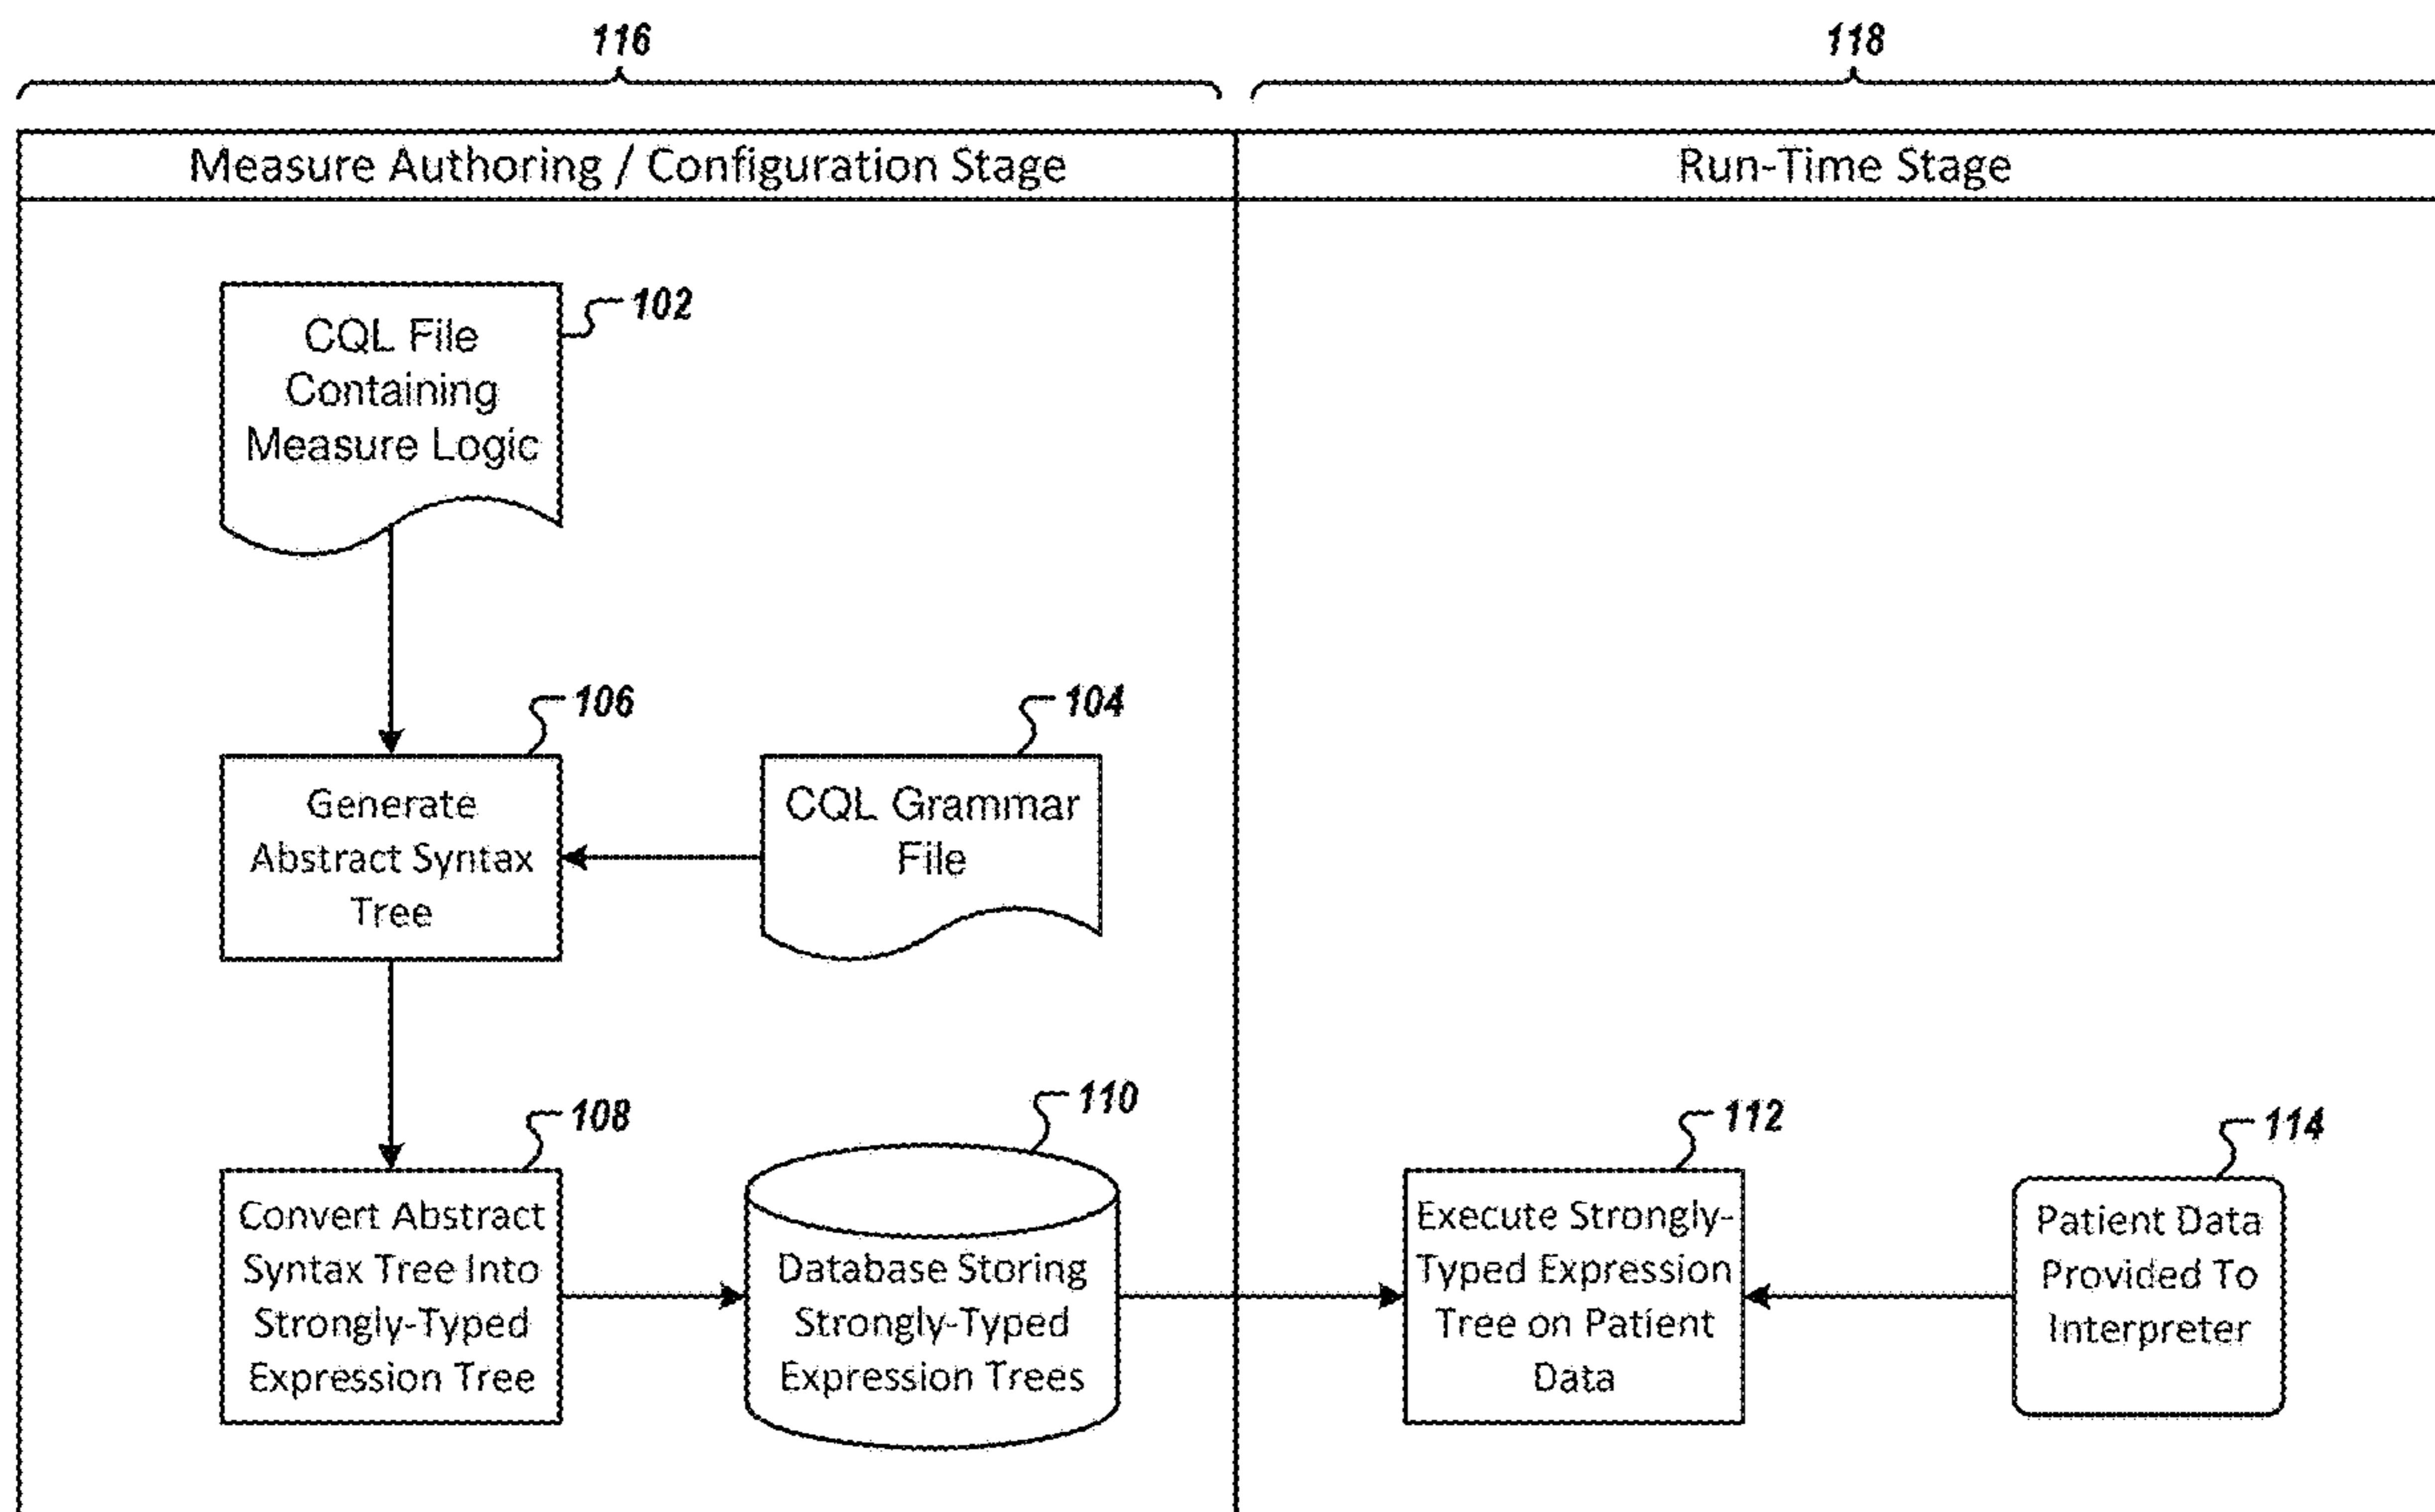 116
118
Measure Authoring / Configuration Stage
Run-Time Stage
102
CQL File
Containing
Measure Logic
106
104
Generate
Abstract Syntax
Tree
CQL Grammar
File
108
110
112
114
Convert Abstract
Syntax Tree Into
Strongly-Typed
Expression Tree
Database Storing
Strongly-Typed
Expression Trees
Execute Strongly-
Typed Expression
Tree on Patient
Data
Patient Data
Provided To
Interpreter